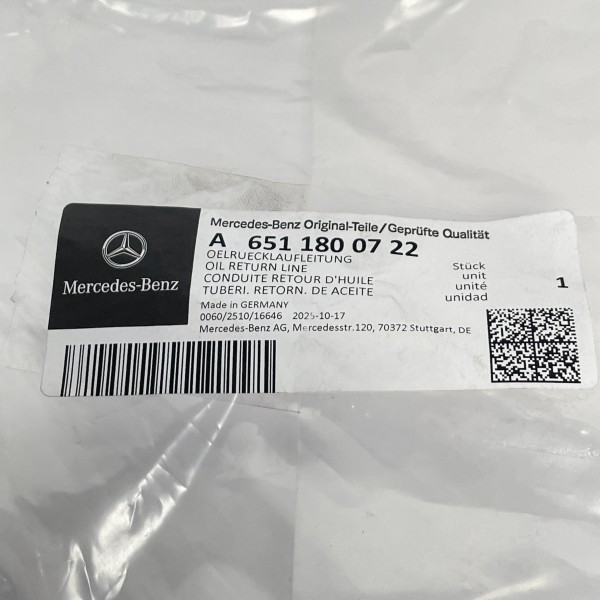 Mercedes-Benz
Mercedes-Benz Original-Teile/Geprüfte Qualität
A 651 180 07 22
OELRUECKLAUFLEITUNG
OIL RETURN LINE
CONDUITE RETOUR D'HUILE
TUBERI. RETORN. DE ACEITE
Stück
unit
unité
unidad
1
Made in GERMANY
0060/2510/16646 2025-10-17
Mercedes-Benz AG, Mercedesstr.120, 70372 Stuttgart, DE